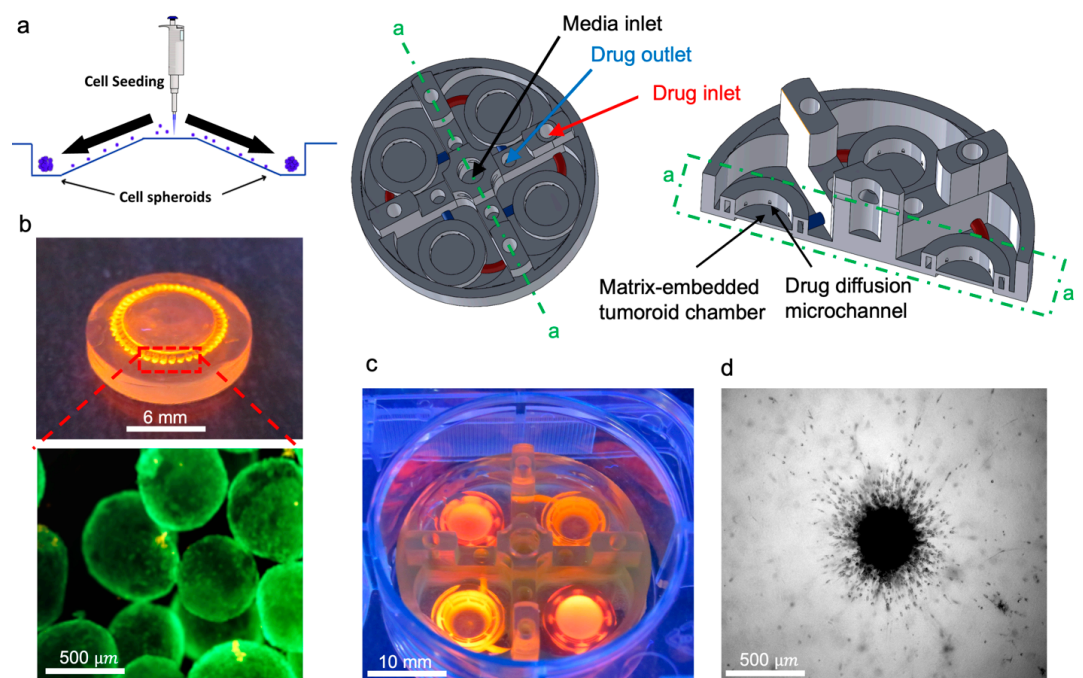 a
Cell Seeding
Cell spheroids
a
Media inlet
Drug outlet
Drug inlet
a
a
a
Matrix-embedded
tumoroid chamber
Drug diffusion
microchannel
b
6 mm
500 μm
c
10 mm
d
500 μm